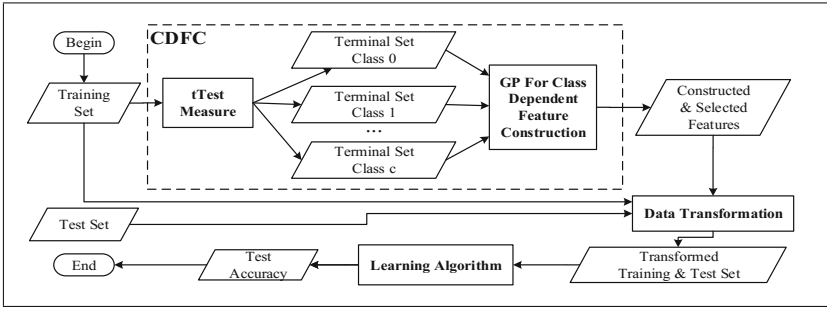 Begin
CDFC
Training
Set
tTest
Measure
Terminal Set
Class 0
Terminal Set
Class 1
...
Terminal Set
Class c
GP For Class
Dependent
Feature
Construction
Constructed
& Selected
Features
Test Set
Data Transformation
End
Test
Accuracy
Learning Algorithm
Transformed
Training & Test Set